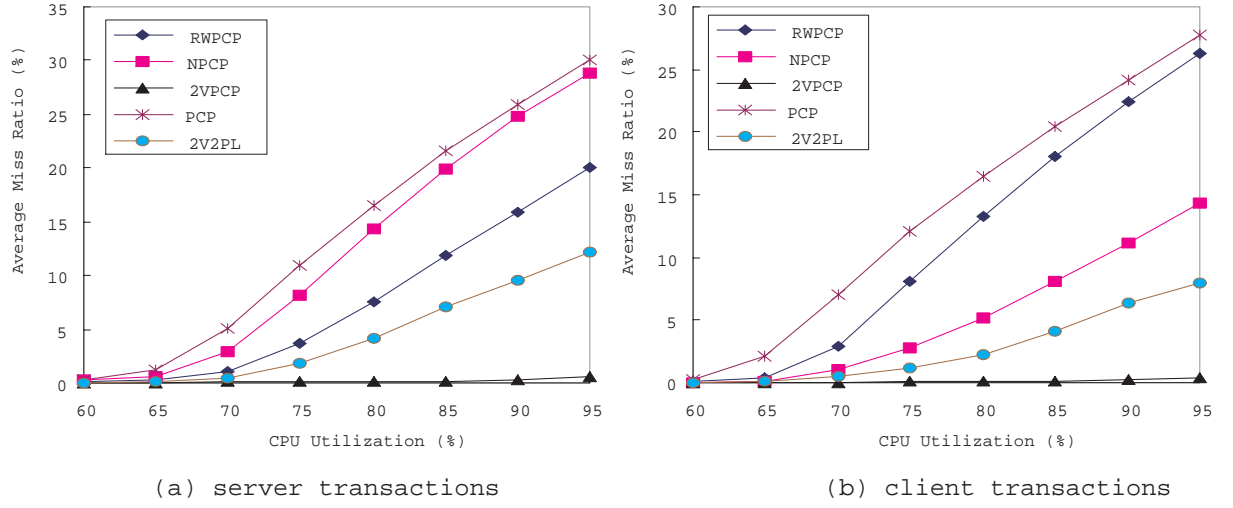 Average Miss Ratio (%)
35
30
25
20
15
10
5
0
RWPCP
NPCP
2VPCP
PCP
2V2PL
60 65 70 75 80 85 90 95
CPU Utilization (%)
(a) server transactions
Average Miss Ratio (%)
30
25
20
15
10
5
0
RWPCP
NPCP
2VPCP
PCP
2V2PL
60 65 70 75 80 85 90 95
CPU Utilization (%)
(b) client transactions